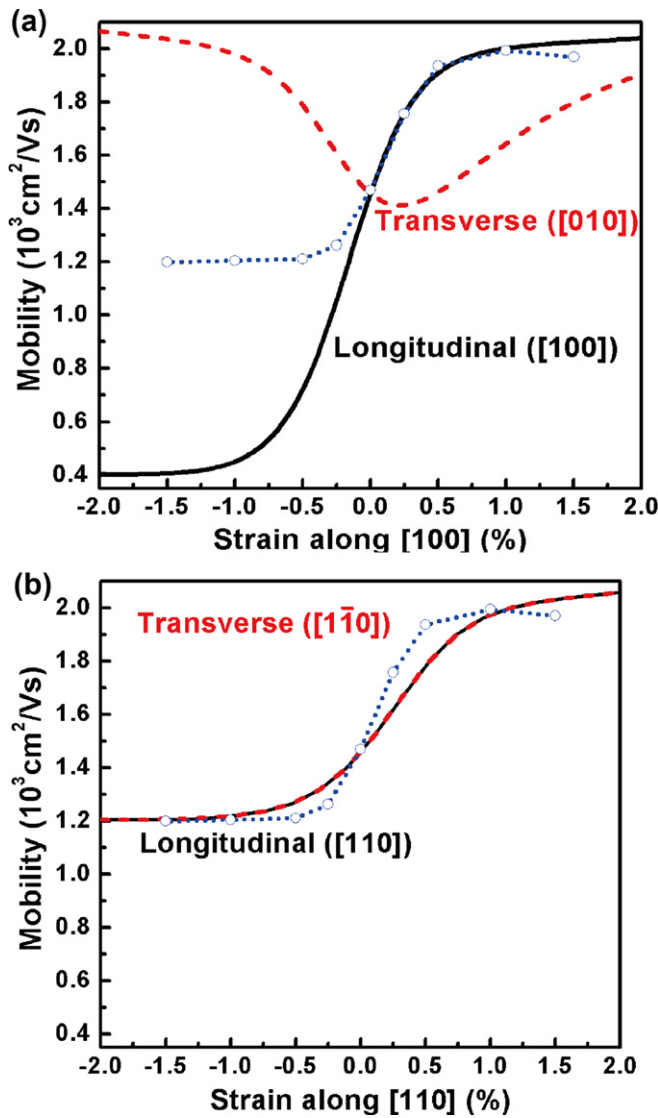 (a)
2.0
1.8
1.6
1.4
1.2
1.0
0.8
0.6
0.4
Mobility (10³cm²/Vs)
Transverse ([010])
Longitudinal ([100])
-2.0 -1.5 -1.0 -0.5 0.0 0.5 1.0 1.5 2.0
Strain along [100] (%)
(b)
2.0
1.8
1.6
1.4
1.2
1.0
0.8
0.6
0.4
Mobility (10³cm²/Vs)
Transverse ([11̄0])
Longitudinal ([110])
-2.0 -1.5 -1.0 -0.5 0.0 0.5 1.0 1.5 2.0
Strain along [110] (%)